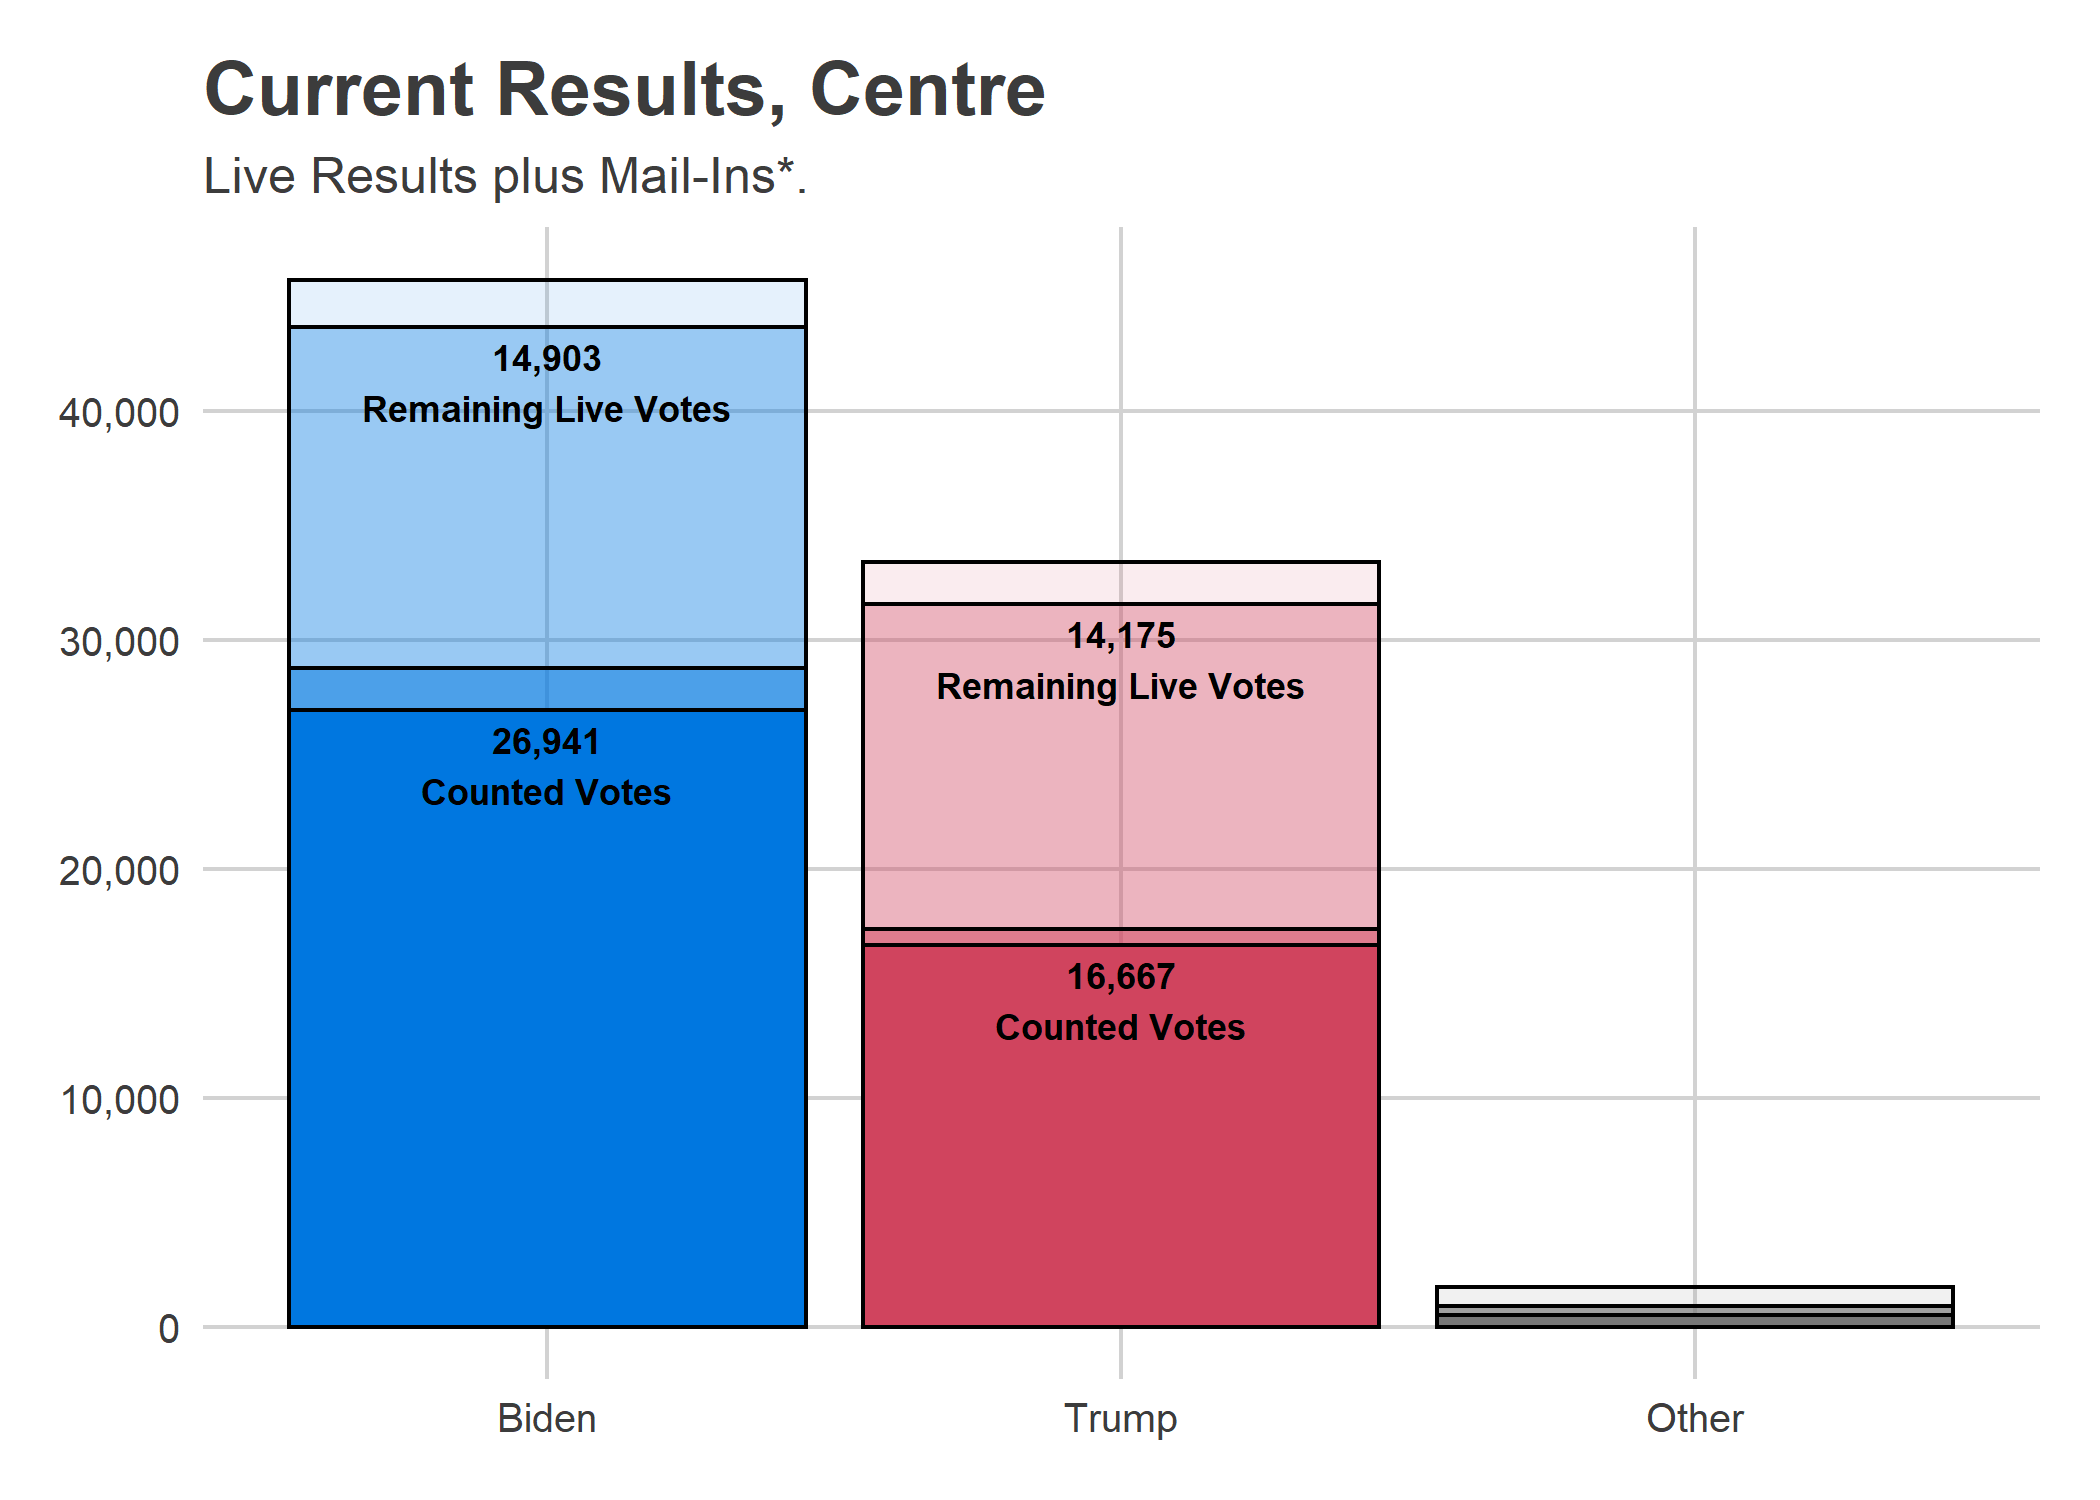 Current Results, Centre
Live Results plus Mail-Ins*.
40,000
30,000
20,000
10,000
0
14,903
Remaining Live Votes
26,941
Counted Votes
14,175
Remaining Live Votes
16,667
Counted Votes
Biden
Trump
Other